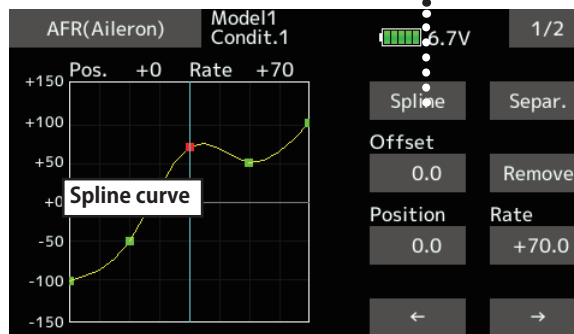 AFR(Aileron)
Model1
Condit.1
6.7V
1/2
Pos. +0 Rate +70
+150
+100
+50
+0
-50
-100
-150
Spline curve
Spline
Separ.
Offset
0.0
Remove
Position
Rate
0.0
+70.0
←
→